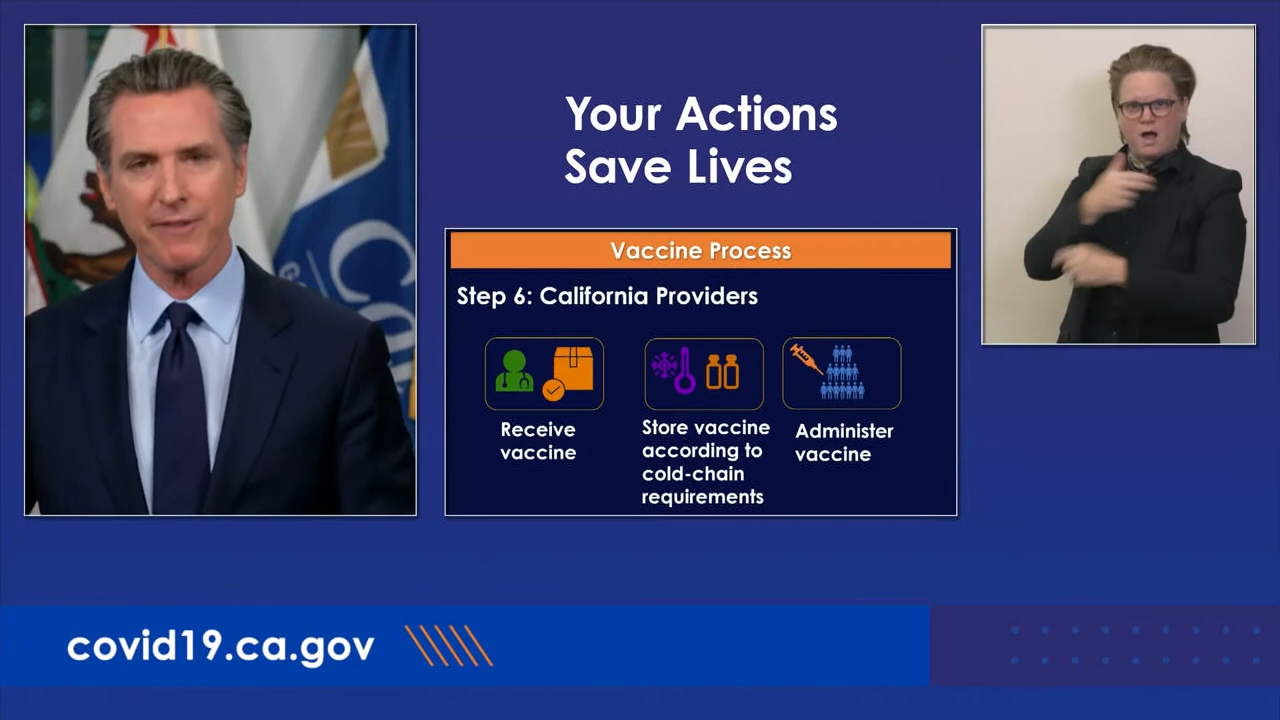 Your Actions
Save Lives
Vaccine Process
Step 6: California Providers
Receive
vaccine
Store vaccine
according to
cold-chain
requirements
Administer
vaccine
covid19.ca.gov